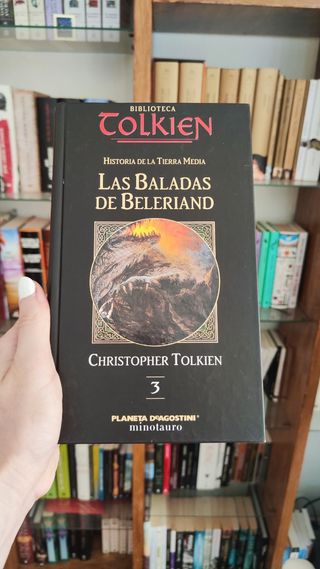 BIBLIOTECA
TOLKIEN
HISTORIA DE LA TIERRA MEDIA
LAS BALADAS
DE BELERIAND
CHRISTOPHER TOLKIEN
3
PLANETA DEAGOSTINI
minotauro